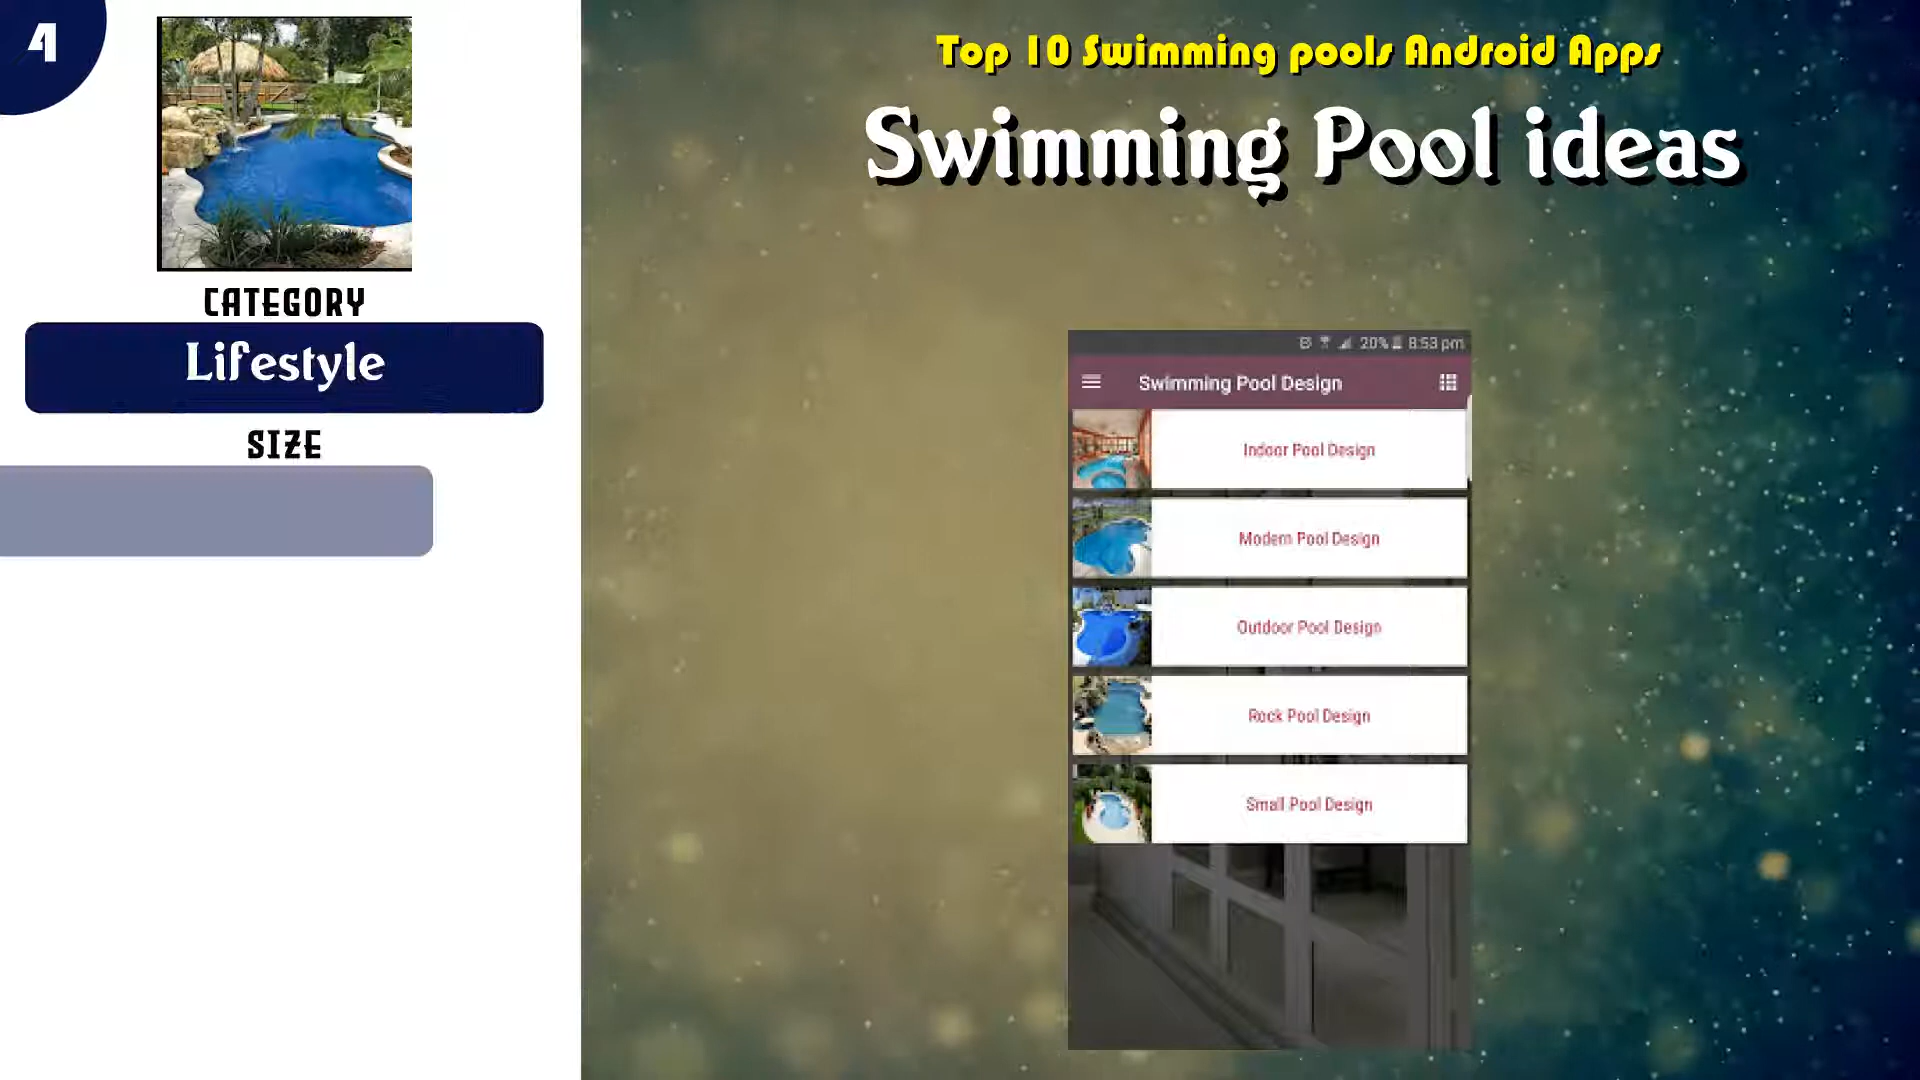 4
CATEGORY
Lifestyle
SIZE
Top 10 Swimming pools Android Apps
Swimming Pool ideas
20% 8:53 pm
Swimming Pool Design
Indoor Pool Design
Modern Pool Design
Outdoor Pool Design
Rock Pool Design
Small Pool Design